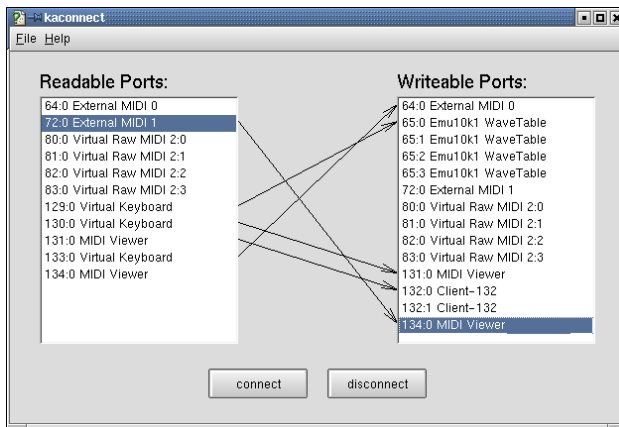 kaconnect
File Help
Readable Ports:
64:0 External MIDI 0
72:0 External MIDI 1
80:0 Virtual Raw MIDI 2:0
81:0 Virtual Raw MIDI 2:1
82:0 Virtual Raw MIDI 2:2
83:0 Virtual Raw MIDI 2:3
129:0 Virtual Keyboard
130:0 Virtual Keyboard
131:0 MIDI Viewer
133:0 Virtual Keyboard
134:0 MIDI Viewer
Writeable Ports:
64:0 External MIDI 0
65:0 Emu10k1 WaveTable
65:1 Emu10k1 WaveTable
65:2 Emu10k1 WaveTable
65:3 Emu10k1 WaveTable
72:0 External MIDI 1
80:0 Virtual Raw MIDI 2:0
81:0 Virtual Raw MIDI 2:1
82:0 Virtual Raw MIDI 2:2
83:0 Virtual Raw MIDI 2:3
131:0 MIDI Viewer
132:0 Client-132
132:1 Client-132
134:0 MIDI Viewer
connect
disconnect